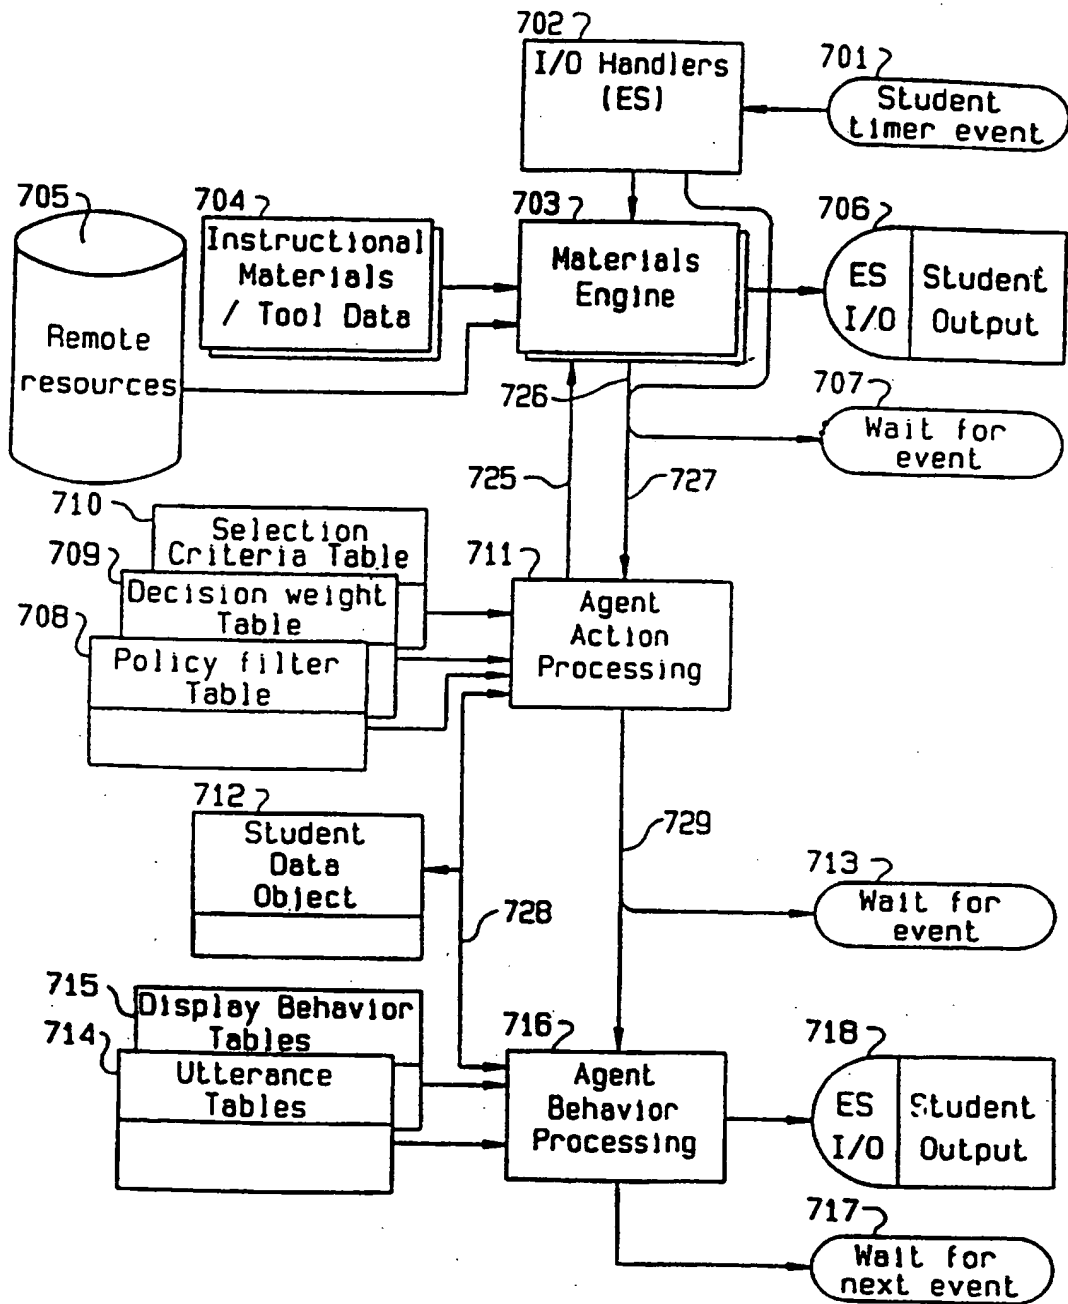 702
I/O Handlers
(ES)
701
Student
timer event
705
Remote
resources
704
Instructional
Materials
/ Tool Data
703
Materials
Engine
706
ES
I/O
Student
Output
726
707
Wait for
event
725
727
710
Selection
Criteria Table
709
Decision weight
Table
708
Policy filter
Table
711
Agent
Action
Processing
712
Student
Data
Object
729
713
Wait for
event
728
715
Display Behavior
Tables
714
Utterance
Tables
716
Agent
Behavior
Processing
718
ES
I/O
Student
Output
717
Wait for
next event